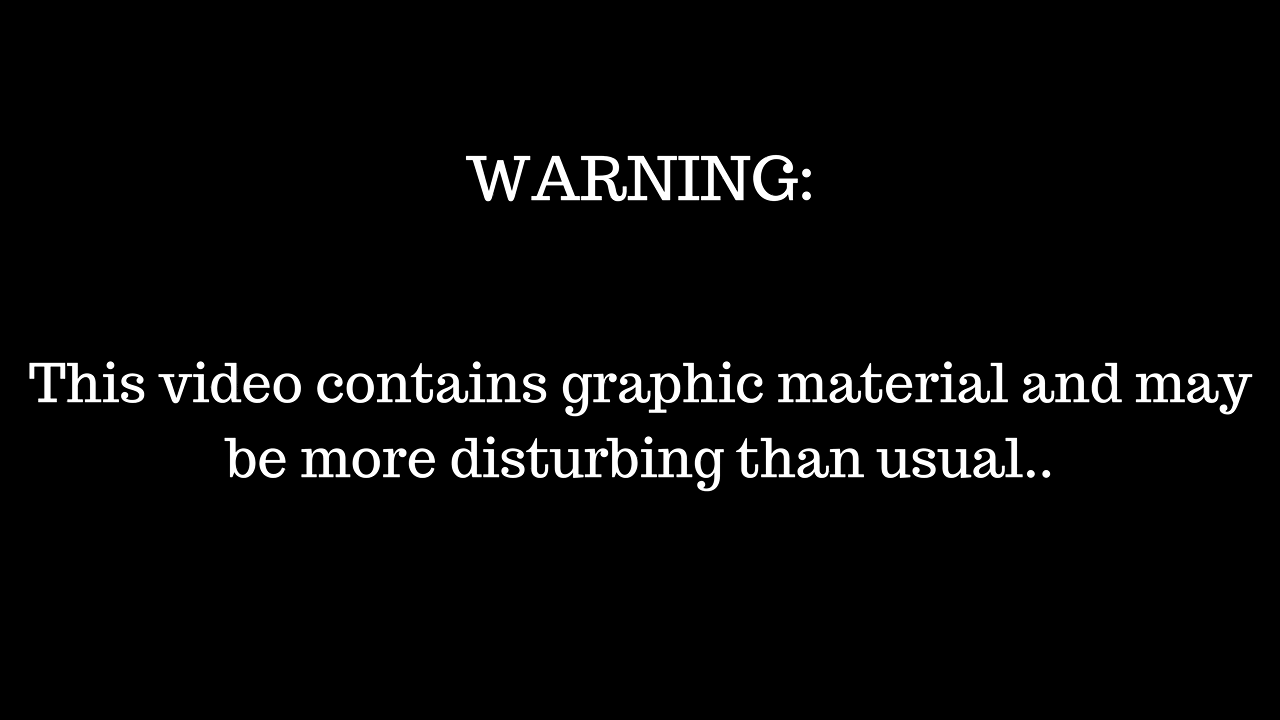 WARNING:
This video contains graphic material and may
be more disturbing than usual..